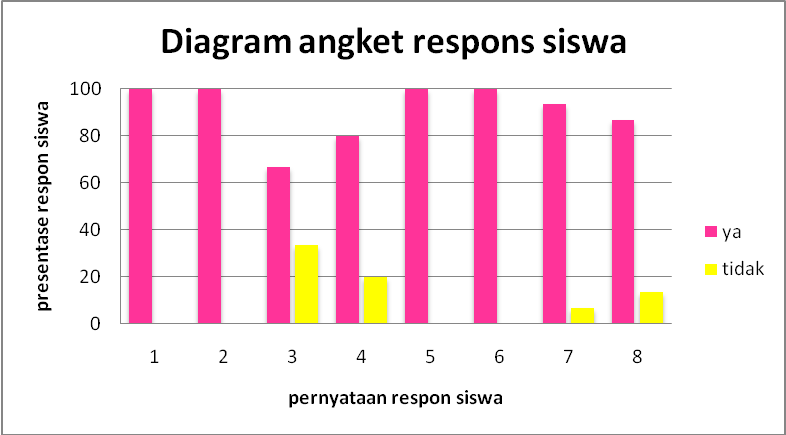 Diagram angket respons siswa
presentase respon siswa
100
80
60
40
20
0
1 2 3 4 5 6 7 8
pernyataan respon siswa
ya
tidak